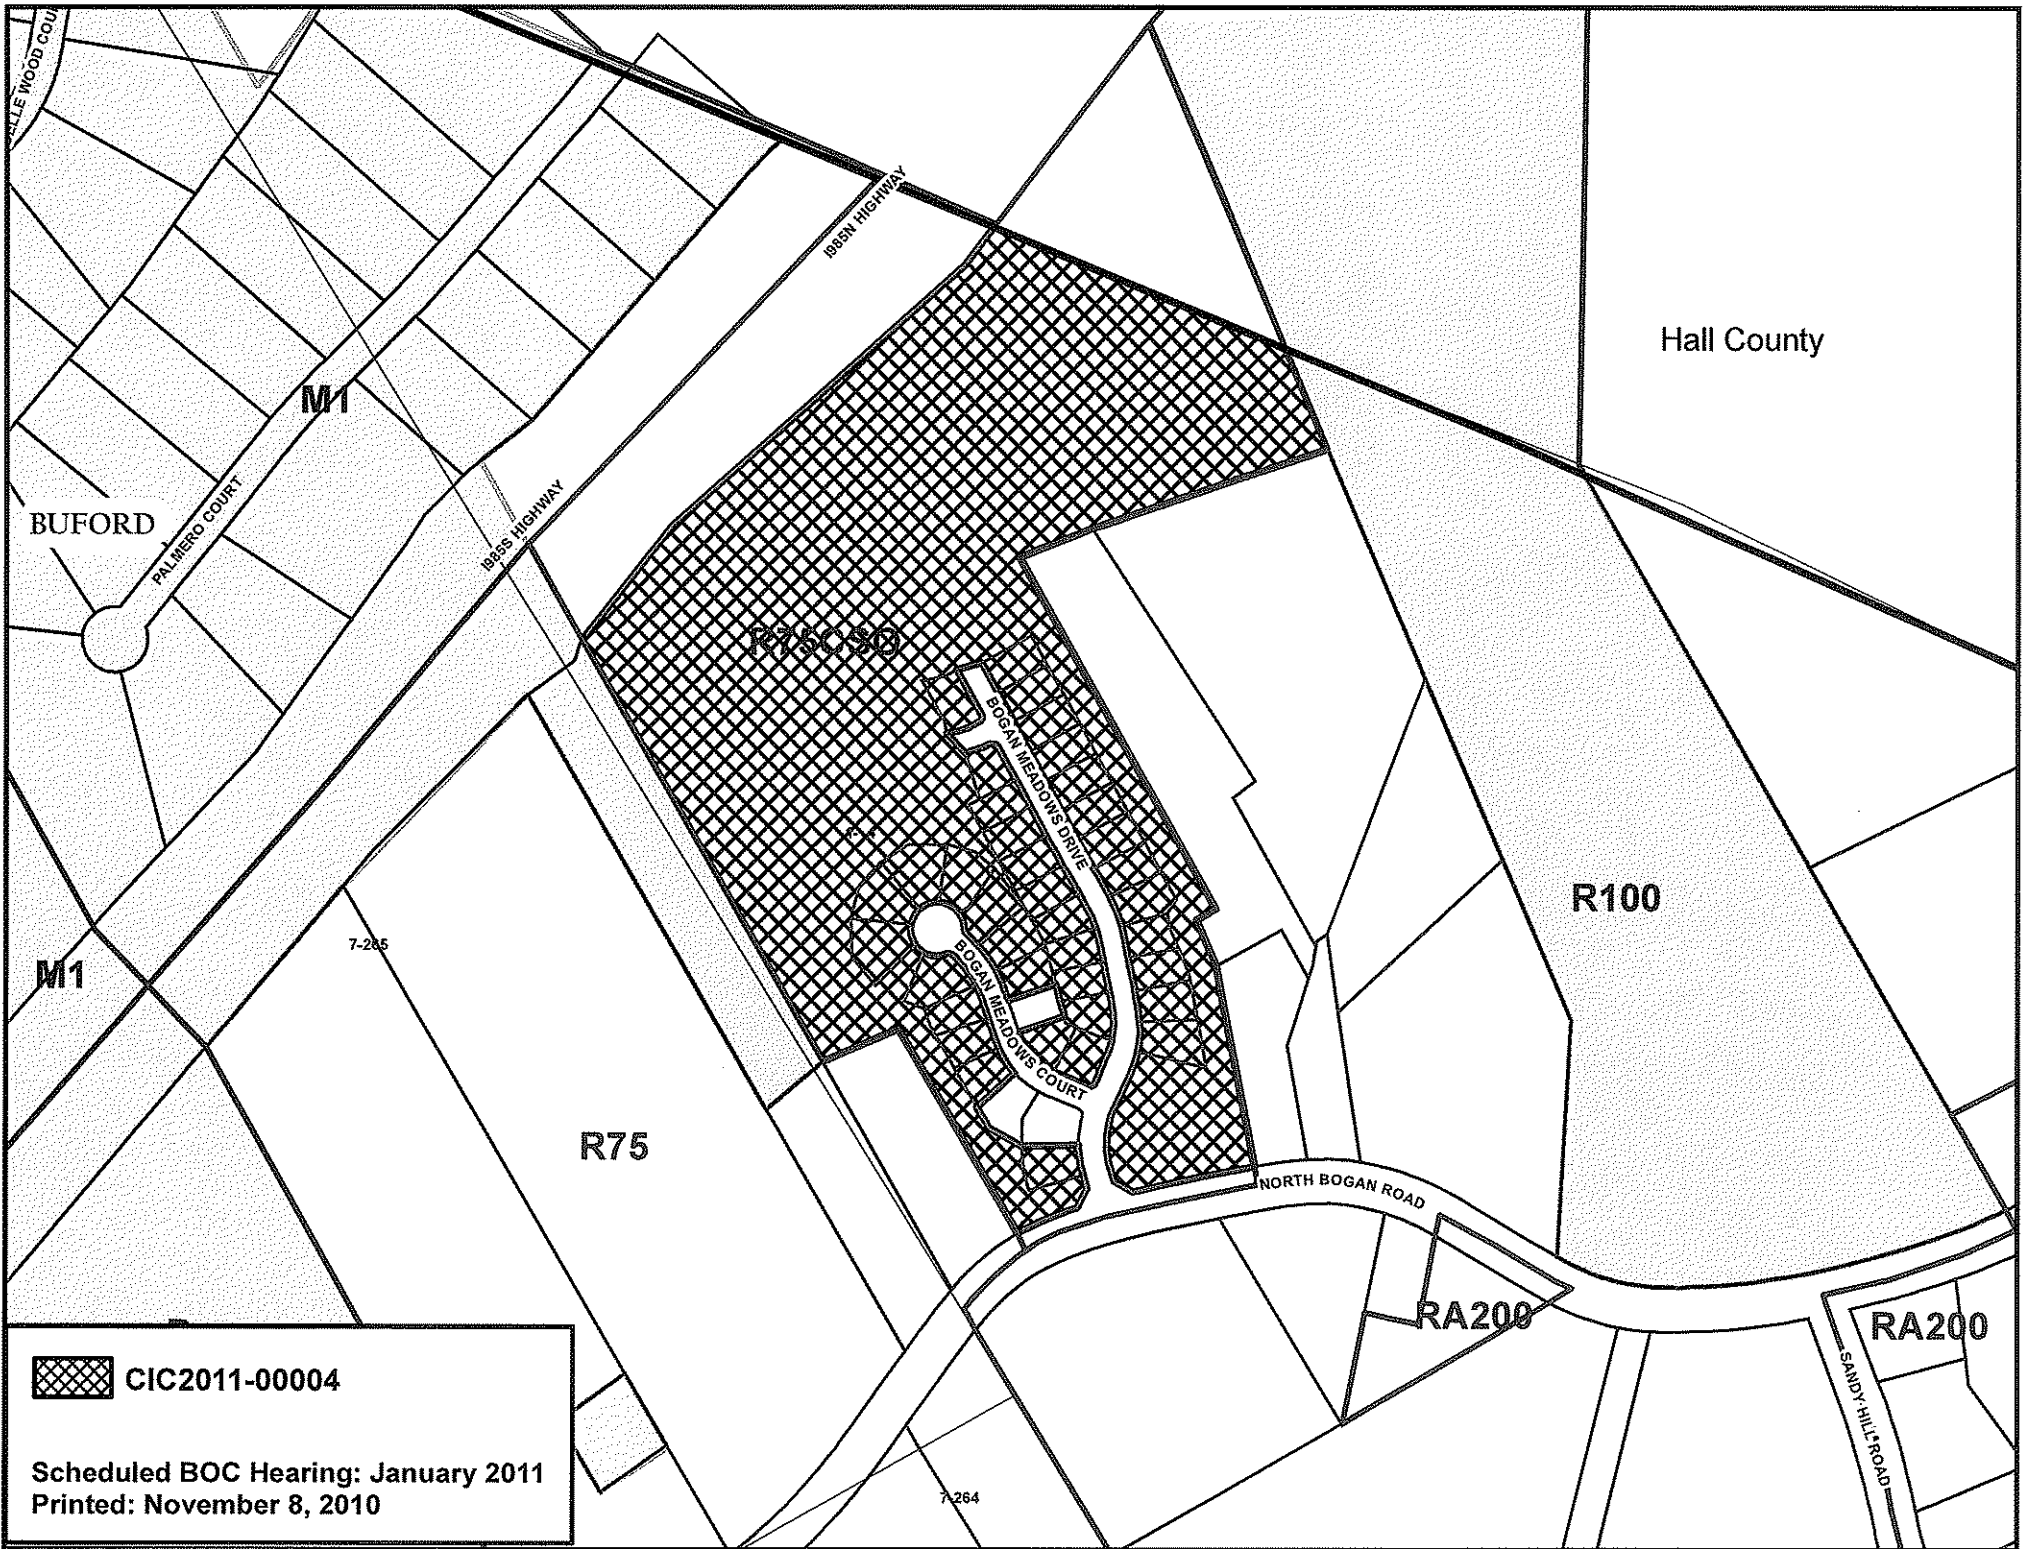 I985N HIGHWAY
Hall County
M1
BUFORD
PALMERO COURT
I985S HIGHWAY
R75CSO
BOGAN MEADOWS DRIVE
R100
7-265
M1
BOGAN MEADOWS COURT
R75
NORTH BOGAN ROAD
RA200
RA200
SANDY HILL ROAD
CIC2011-00004
Scheduled BOC Hearing: January 2011
Printed: November 8, 2010
7-264